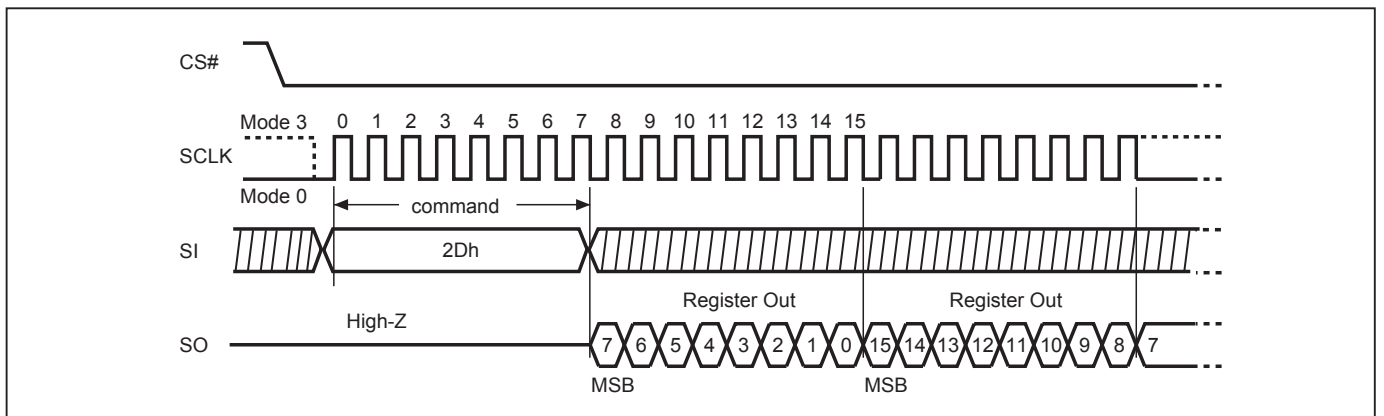 CS#
Mode 3 0 1 2 3 4 5 6 7 8 9 10 11 12 13 14 15
SCLK
Mode 0
command
SI 2Dh
Register Out Register Out
High-Z
SO 7 6 5 4 3 2 1 0 15 14 13 12 11 10 9 8 7
MSB MSB